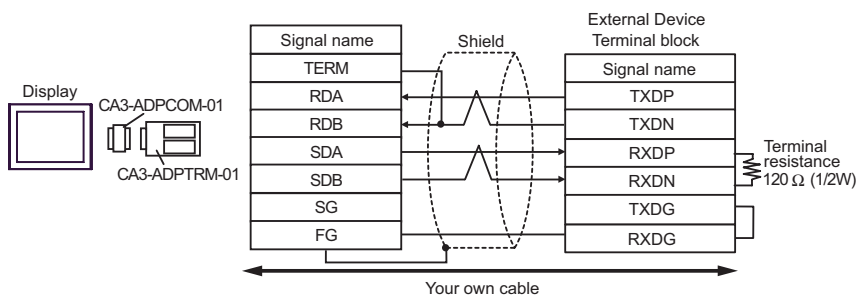 External Device
Terminal block
Signal name
Shield
TERM
Signal name
Display
CA3-ADPCOM-01
RDA
TXDP
RDB
TXDN
SDA
RXDP
Terminal
resistance
120 Ω (1/2W)
CA3-ADPTRM-01
SDB
RXDN
SG
TXDG
FG
RXDG
Your own cable